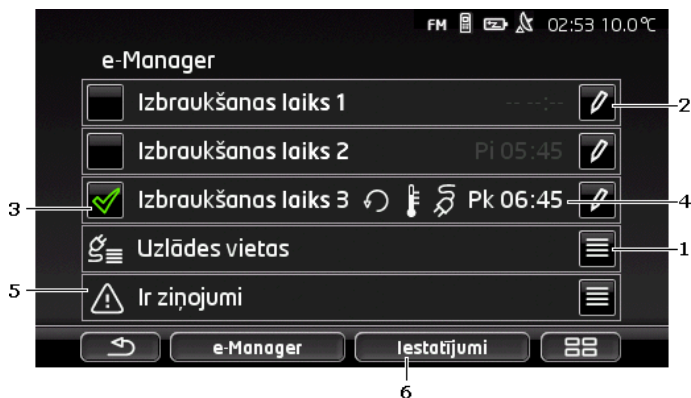 FM 02:53 10.0°C
e-Manager
Izbraukšanas laiks 1 -- --:-- 2
Izbraukšanas laiks 2 Pi 05:45
3 Izbraukšanas laiks 3 Pk 06:45 4
Uzlādes vietas 1
5 Ir ziņojumi
e-Manager Iestatījumi
6